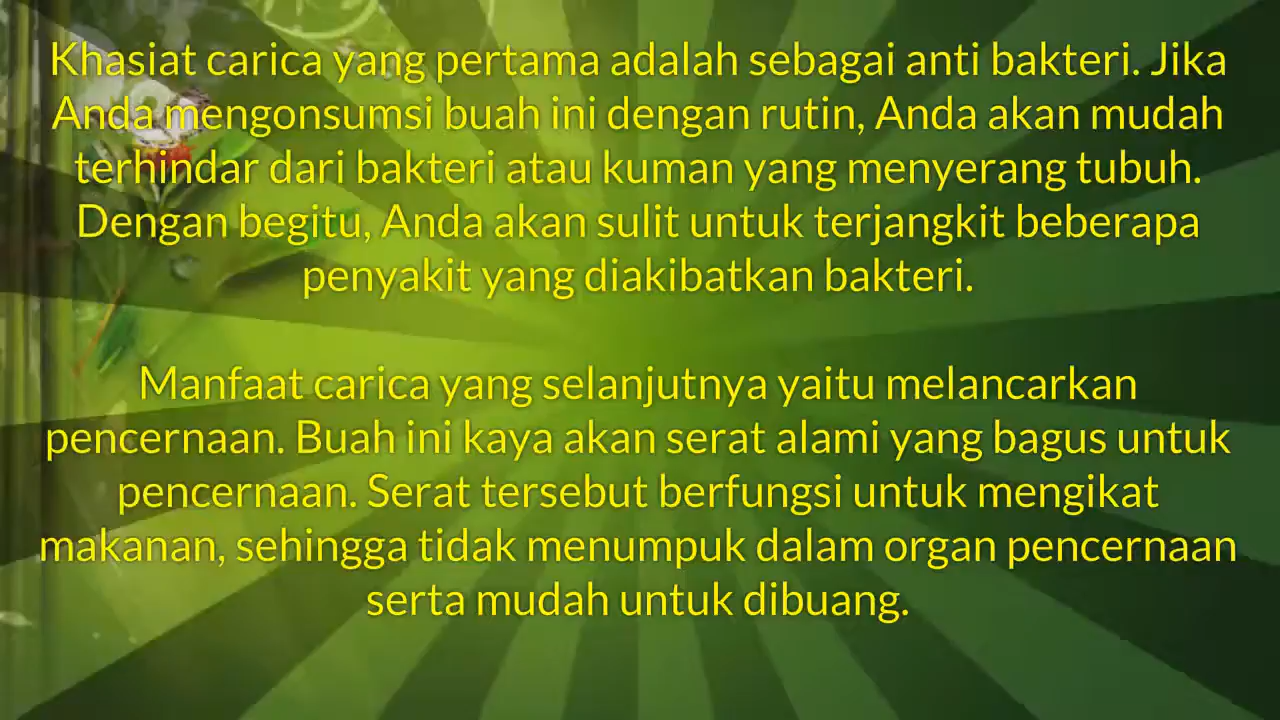 Khasiat carica yang pertama adalah sebagai anti bakteri. Jika
Anda mengonsumsi buah ini dengan rutin, Anda akan mudah
terhindar dari bakteri atau kuman yang menyerang tubuh.
Dengan begitu, Anda akan sulit untuk terjangkit beberapa
penyakit yang diakibatkan bakteri.
Manfaat carica yang selanjutnya yaitu melancarkan
pencernaan. Buah ini kaya akan serat alami yang bagus untuk
pencernaan. Serat tersebut berfungsi untuk mengikat
makanan, sehingga tidak menumpuk dalam organ pencernaan
serta mudah untuk dibuang.